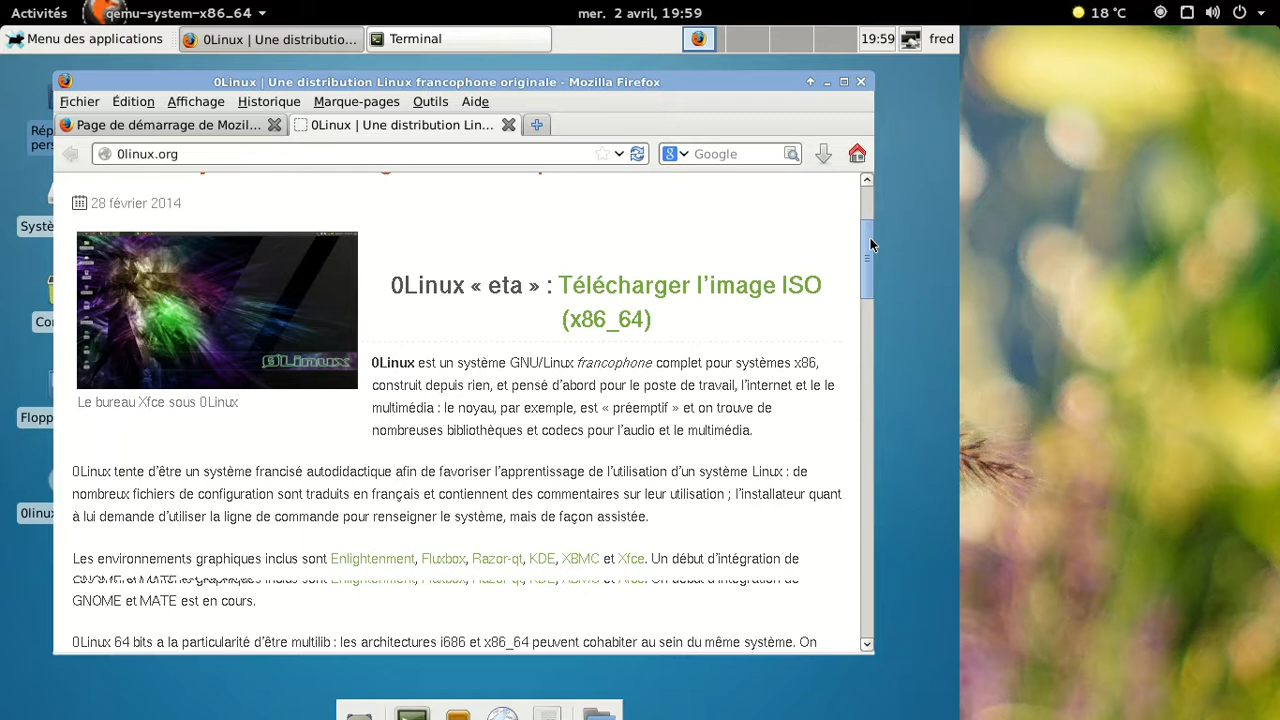 Activités qemu-system-x86_64 mer. 2 avril, 19:59 18 °C
Menu des applications 0Linux | Une distributio... Terminal 19:59 fred
0Linux | Une distribution Linux francophone originale - Mozilla Firefox
Fichier Édition Affichage Historique Marque-pages Outils Aide
Page de démarrage de Mozil... 0Linux | Une distribution Lin...
0linux.org Google
28 février 2014
0Linux
Le bureau Xfce sous 0Linux
0Linux « eta » : Télécharger l'image ISO
(x86_64)
0Linux est un système GNU/Linux francophone complet pour systèmes x86,
construit depuis rien, et pensé d'abord pour le poste de travail, l'internet et le le
multimédia : le noyau, par exemple, est « préemptif » et on trouve de
nombreuses bibliothèques et codecs pour l'audio et le multimédia.
0Linux tente d'être un système francisé autodidactique afin de favoriser l'apprentissage de l'utilisation d'un système Linux : de
nombreux fichiers de configuration sont traduits en français et contiennent des commentaires sur leur utilisation ; l'installateur quant
à lui demande d'utiliser la ligne de commande pour renseigner le système, mais de façon assistée.
Les environnements graphiques inclus sont Enlightenment, Fluxbox, Razor-qt, KDE, XBMC et Xfce. Un début d'intégration de
GNOME et MATE est en cours.
0Linux 64 bits a la particularité d'être multilib : les architectures i686 et x86_64 peuvent cohabiter au sein du même système. On
Rép
pers
Systè
Co
Flopp
0linu